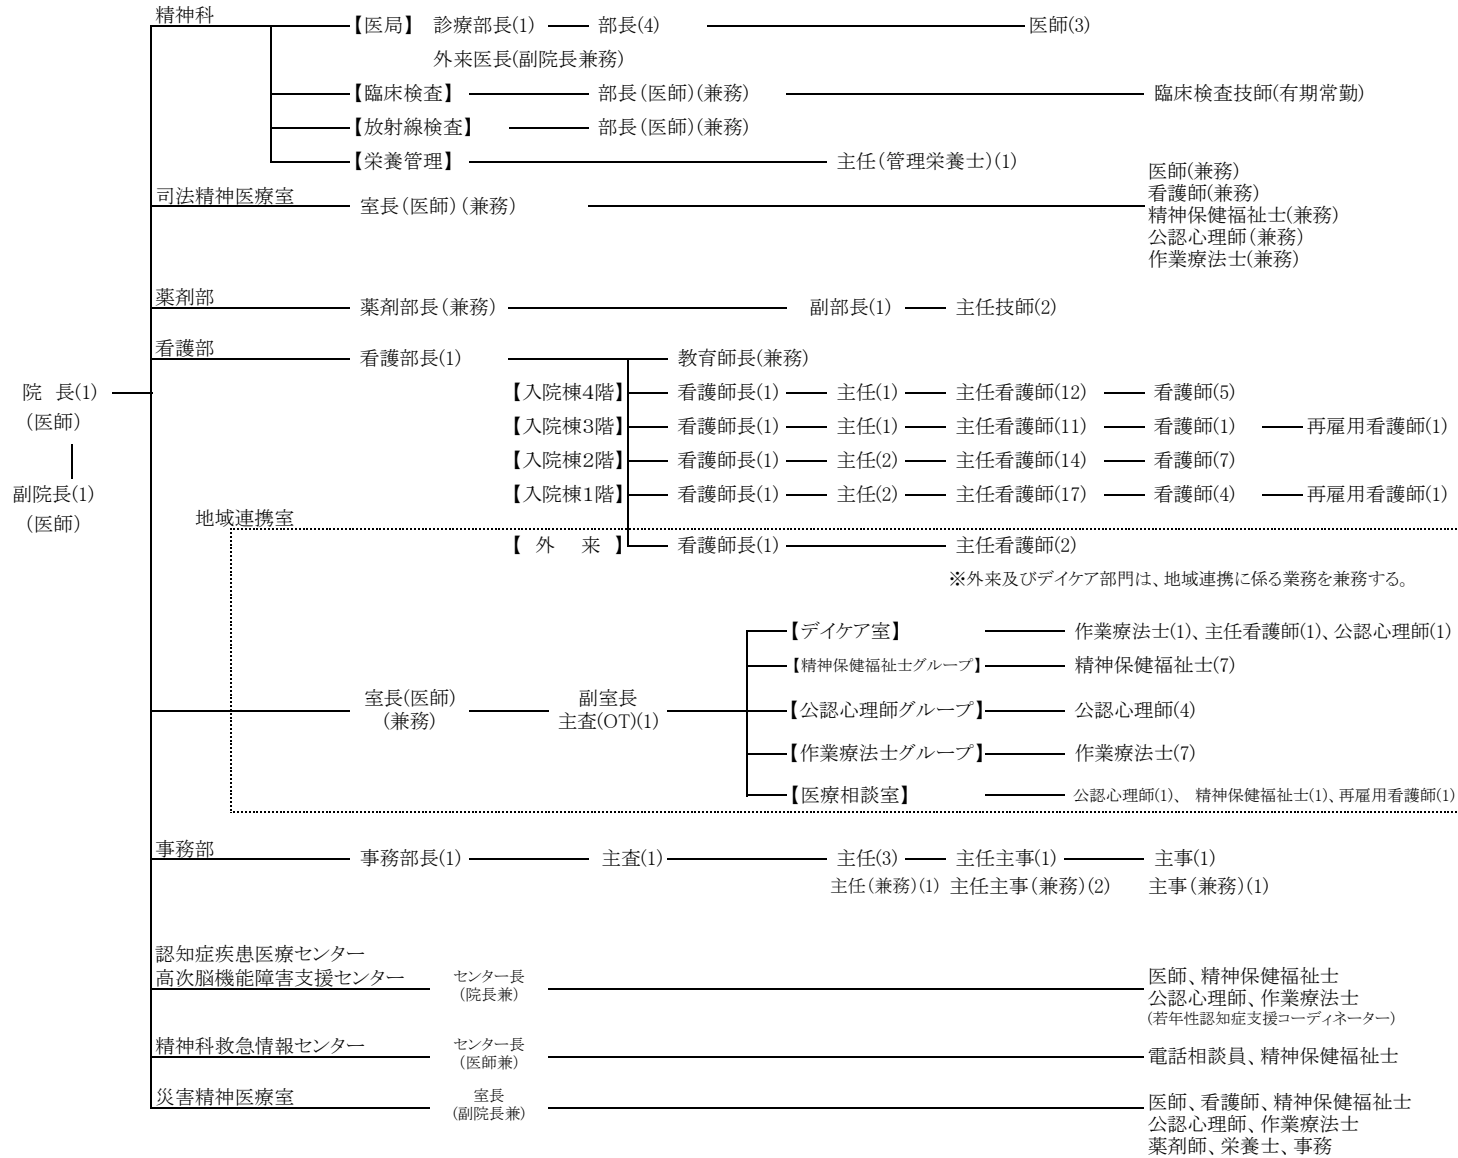 精神科
【医局】 診療部長(1) 部長(4) 医師(3)
外来医長(副院長兼務)
【臨床検査】 部長(医師)(兼務) 臨床検査技師(有期常勤)
【放射線検査】 部長(医師)(兼務)
【栄養管理】 主任(管理栄養士)(1)
司法精神医療室
室長(医師)(兼務)
医師(兼務)
看護師(兼務)
精神保健福祉士(兼務)
公認心理師(兼務)
作業療法士(兼務)
薬剤部
薬剤部長(兼務) 副部長(1) 主任技師(2)
看護部
看護部長(1) 教育師長(兼務)
院 長(1)
(医師)
副院長(1)
(医師)
【入院棟4階】 看護師長(1) 主任(1) 主任看護師(12) 看護師(5)
【入院棟3階】 看護師長(1) 主任(1) 主任看護師(11) 看護師(1) 再雇用看護師(1)
【入院棟2階】 看護師長(1) 主任(2) 主任看護師(14) 看護師(7)
【入院棟1階】 看護師長(1) 主任(2) 主任看護師(17) 看護師(4) 再雇用看護師(1)
地域連携室
【 外 来 】 看護師長(1) 主任看護師(2)
※外来及びデイケア部門は、地域連携に係る業務を兼務する。
室長(医師)
(兼務)
副室長
主査(OT)(1)
【デイケア室】 作業療法士(1)、主任看護師(1)、公認心理師(1)
【精神保健福祉士グループ】 精神保健福祉士(7)
【公認心理師グループ】 公認心理師(4)
【作業療法士グループ】 作業療法士(7)
【医療相談室】 公認心理師(1)、 精神保健福祉士(1)、再雇用看護師(1)
事務部
事務部長(1) 主査(1) 主任(3) 主任主事(1) 主事(1)
主任(兼務)(1) 主任主事(兼務)(2) 主事(兼務)(1)
認知症疾患医療センター
高次脳機能障害支援センター
センター長
(院長兼)
医師、精神保健福祉士
公認心理師、作業療法士
(若年性認知症支援コーディネーター)
精神科救急情報センター
センター長
(医師兼)
電話相談員、精神保健福祉士
災害精神医療室
室長
(副院長兼)
医師、看護師、精神保健福祉士
公認心理師、作業療法士
薬剤師、栄養士、事務